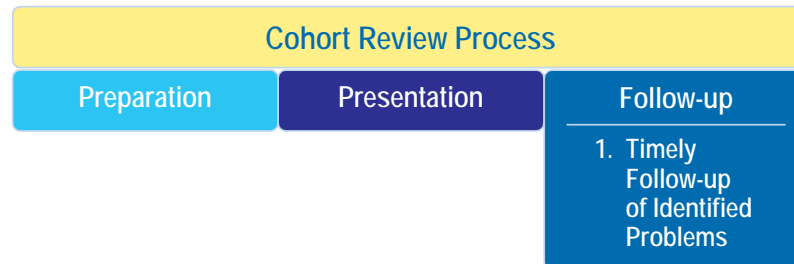 Cohort Review Process
Preparation
Presentation
Follow-up
1. Timely
Follow-up
of Identified
Problems